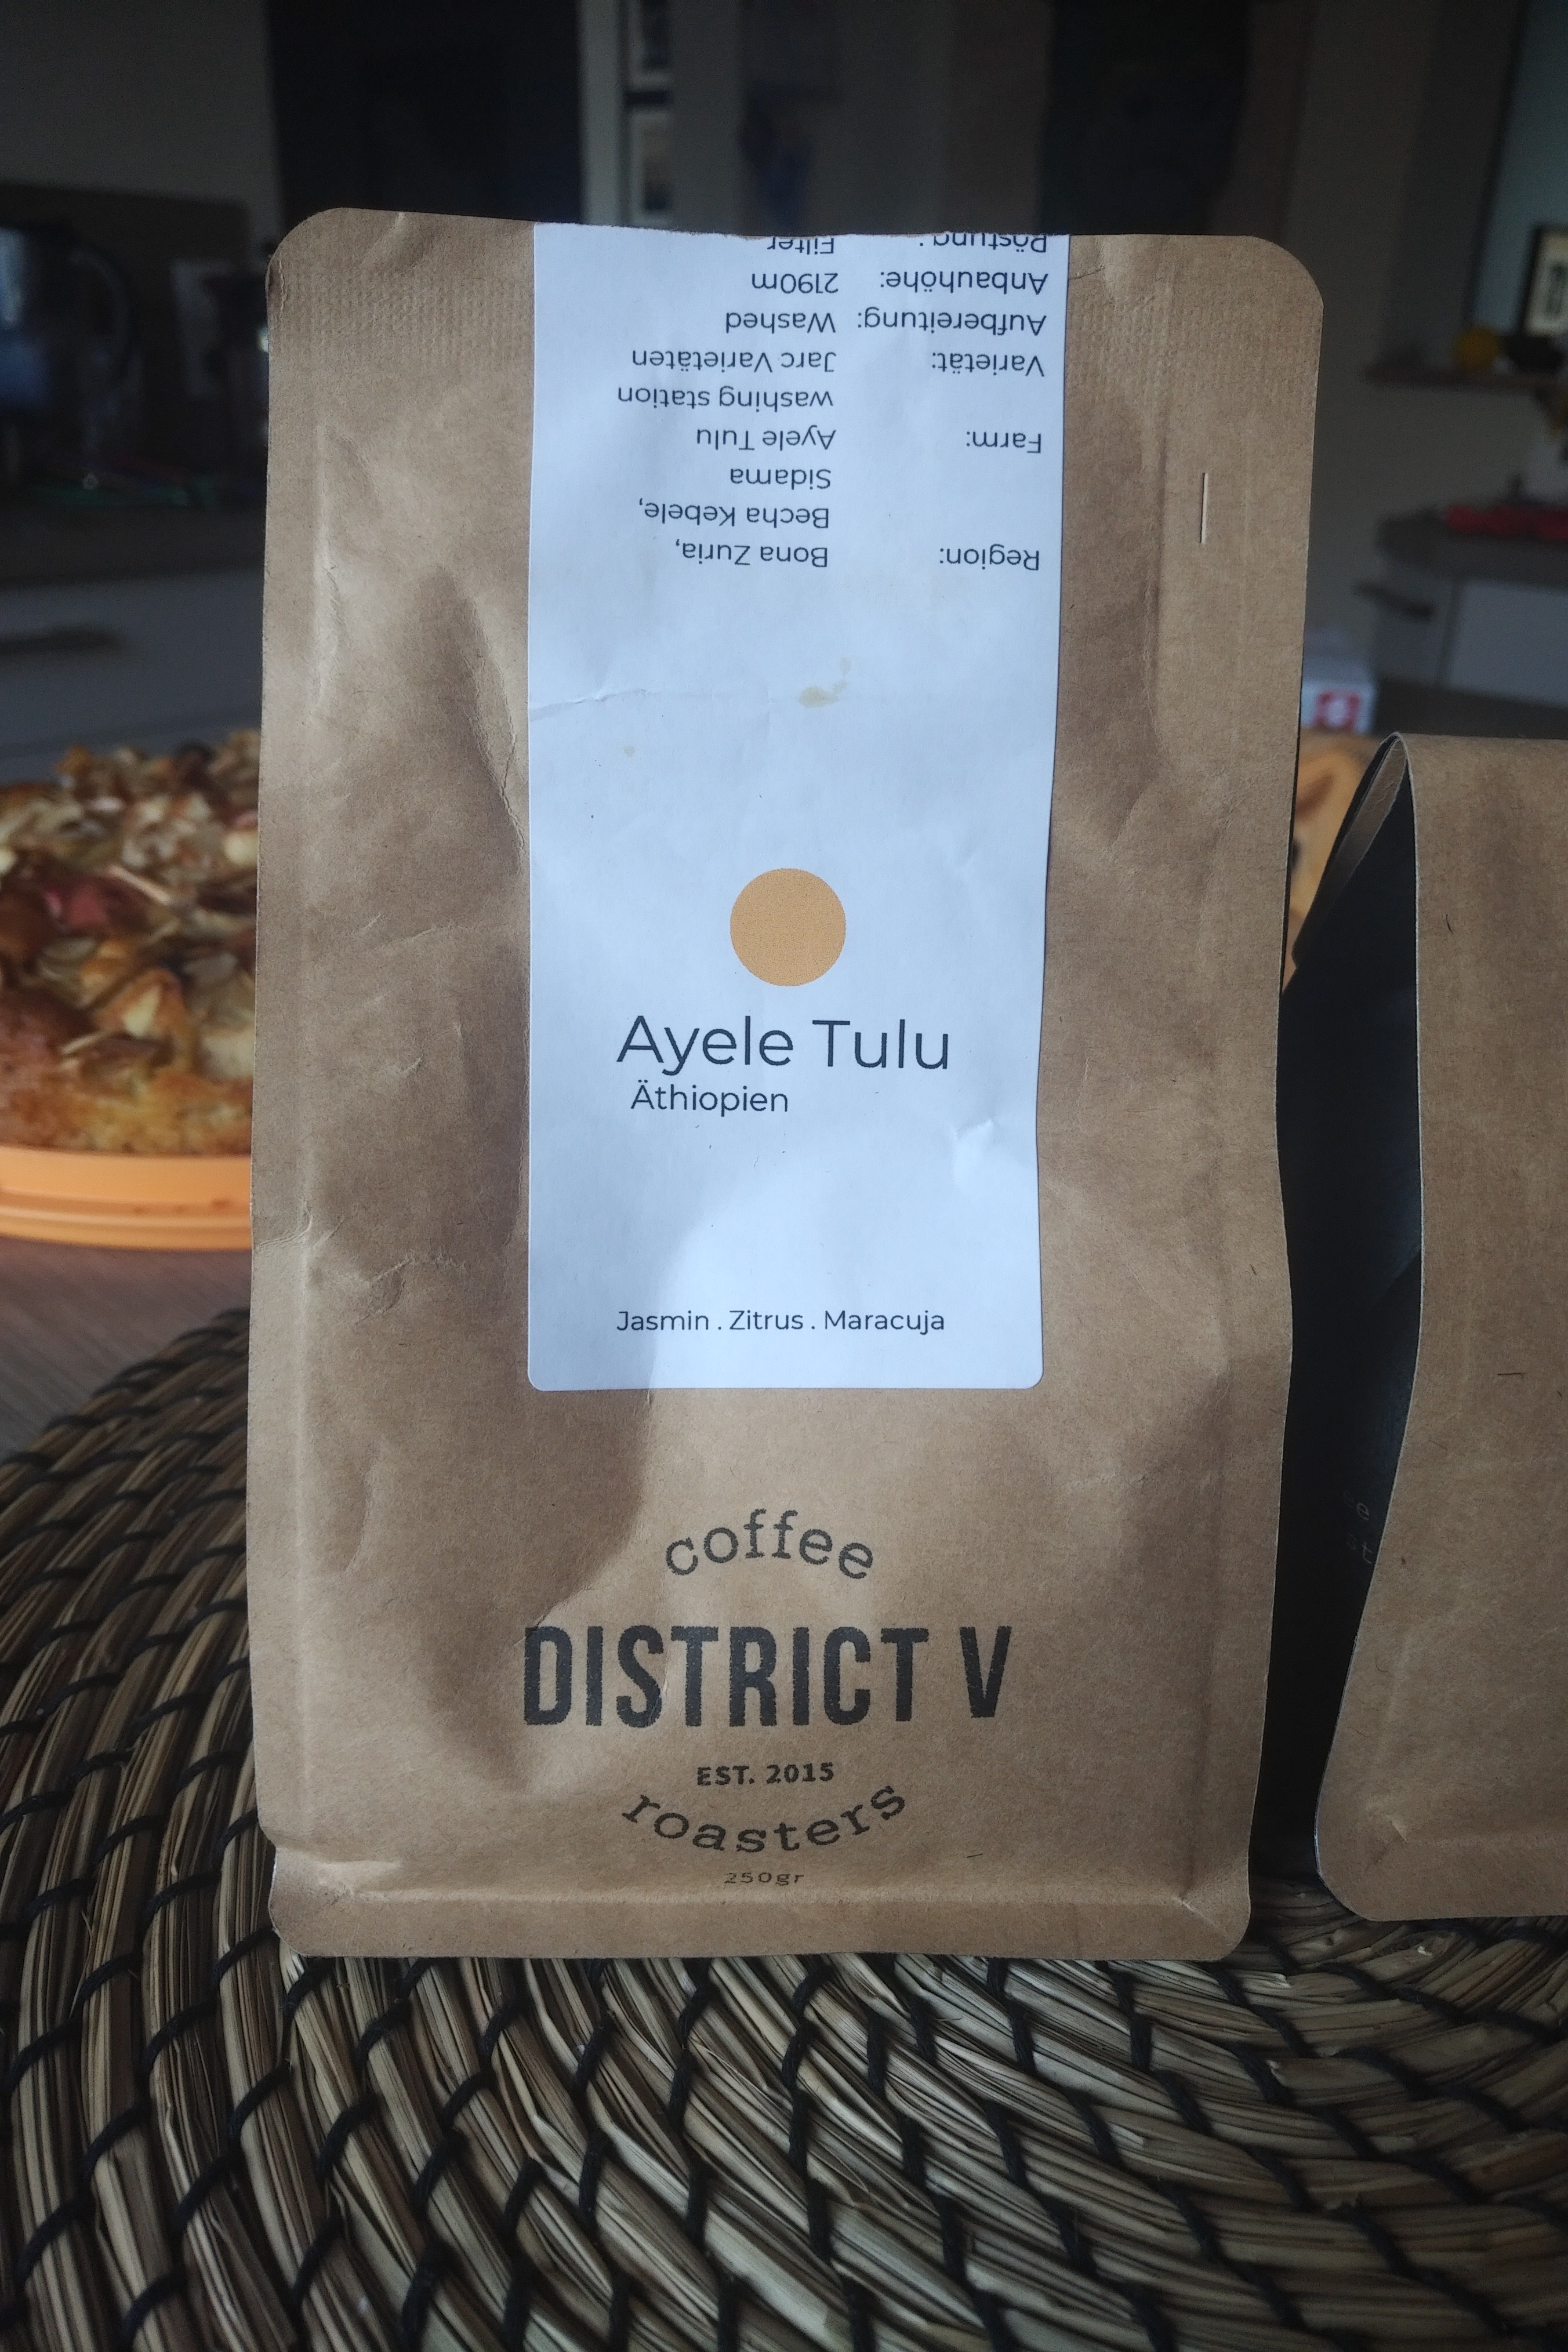 Region: Bona Zuria,
Becha Kebele,
Sidama
Farm: Ayele Tulu
washing station
Varietät: Jarc Varietäten
Aufbereitung: Washed
Anbauhöhe: 2190m
Röstung: Filter
Ayele Tulu
Äthiopien
Jasmin . Zitrus . Maracuja
coffee
DISTRICT V
EST. 2015
roasters
250gr